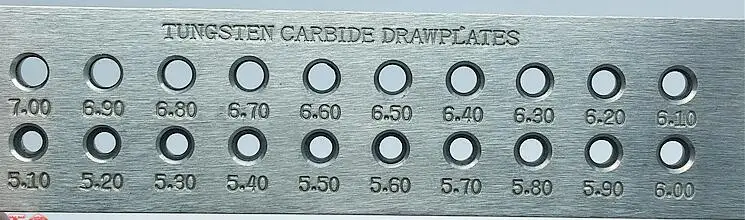 TUNGSTEN CARBIDE DRAWPLATES
7.00 6.90 6.80 6.70 6.60 6.50 6.40 6.30 6.20 6.10
5.10 5.20 5.30 5.40 5.50 5.60 5.70 5.80 5.90 6.00